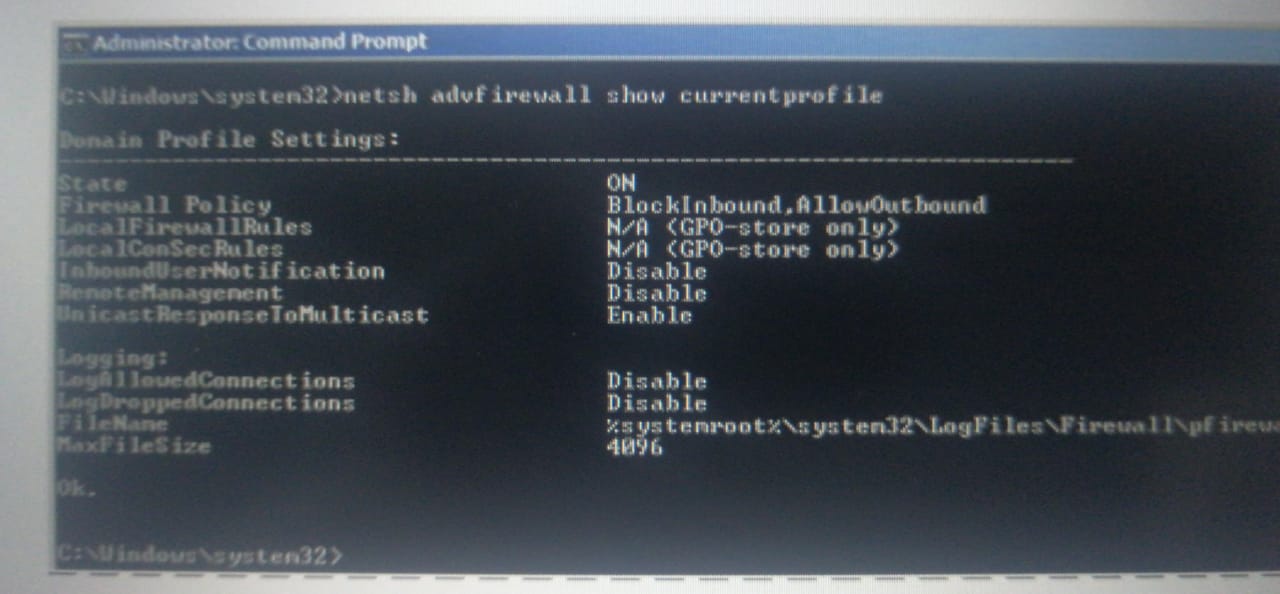 Administrator: Command Prompt
C:\Windows\system32>netsh advfirewall show currentprofile
Domain Profile Settings:
----------------------------------------------------------------------
State ON
Firewall Policy BlockInbound,AllowOutbound
LocalFirewallRules N/A (GPO-store only)
LocalConSecRules N/A (GPO-store only)
InboundUserNotification Disable
RemoteManagement Disable
UnicastResponseToMulticast Enable
Logging:
LogAllowedConnections Disable
LogDroppedConnections Disable
FileName %systemroot%\system32\LogFiles\Firewall\pfirew
MaxFileSize 4096
Ok.
C:\Windows\system32>